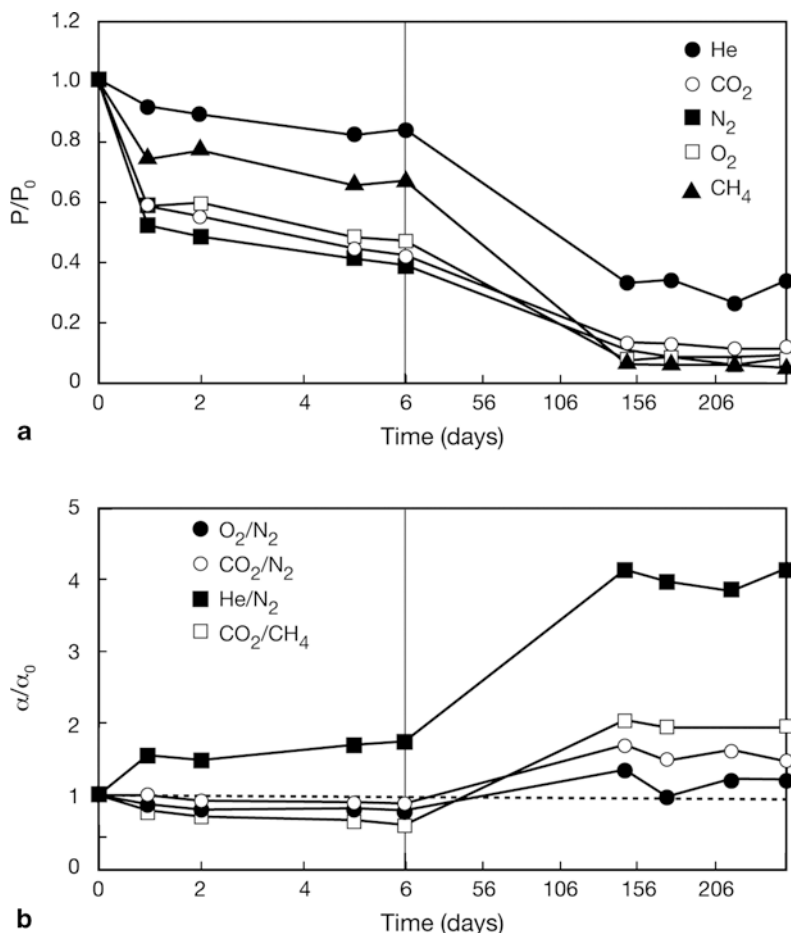 1.2
1.0
0.8
0.6
0.4
0.2
0
P/P₀
He
CO₂
N₂
O₂
CH₄
0 2 4 6 56 106 156 206
Time (days)
a
5
4
3
2
1
0
α/α₀
O₂/N₂
CO₂/N₂
He/N₂
CO₂/CH₄
0 2 4 6 56 106 156 206
Time (days)
b